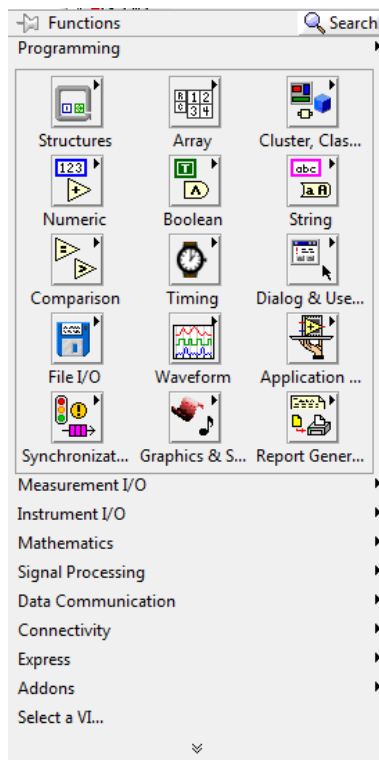 Functions Search
Programming
Structures Array Cluster, Clas...
Numeric Boolean String
Comparison Timing Dialog & Use...
File I/O Waveform Application ...
Synchronizat... Graphics & S... Report Gener...
Measurement I/O
Instrument I/O
Mathematics
Signal Processing
Data Communication
Connectivity
Express
Addons
Select a VI...